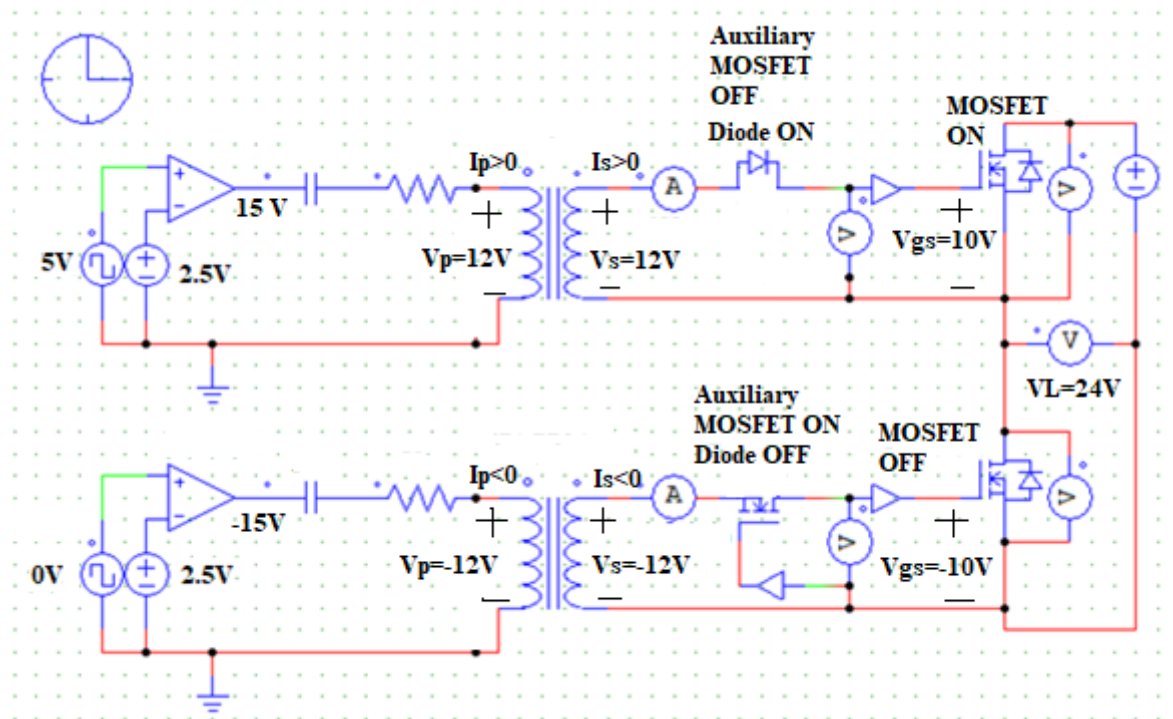 Auxiliary
MOSFET
OFF
Diode ON
MOSFET
ON
Ip>0
Is>0
A
+
-
15 V
+
+
+
V
+
-
5V
+
-
2.5V
Vp=12V
Vs=12V
V
Vgs=10V
-
-
-
V
VL=24V
Auxiliary
MOSFET ON
Diode OFF
MOSFET
OFF
Ip<0
Is<0
A
+
-
-15V
+
+
+
V
0V
+
-
2.5V
Vp=-12V
Vs=-12V
V
Vgs=-10V
-
-
-